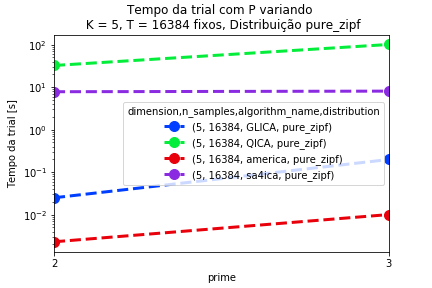 Tempo da trial com P variando
K = 5, T = 16384 fixos, Distribuição pure_zipf
Tempo da trial [s]
10²
10¹
10⁰
10⁻¹
10⁻²
dimension,n_samples,algorithm_name,distribution)
(5, 16384, GLICA, pure_zipf)
(5, 16384, QICA, pure_zipf)
(5, 16384, america, pure_zipf)
(5, 16384, sa4ica, pure_zipf)
2
3
prime